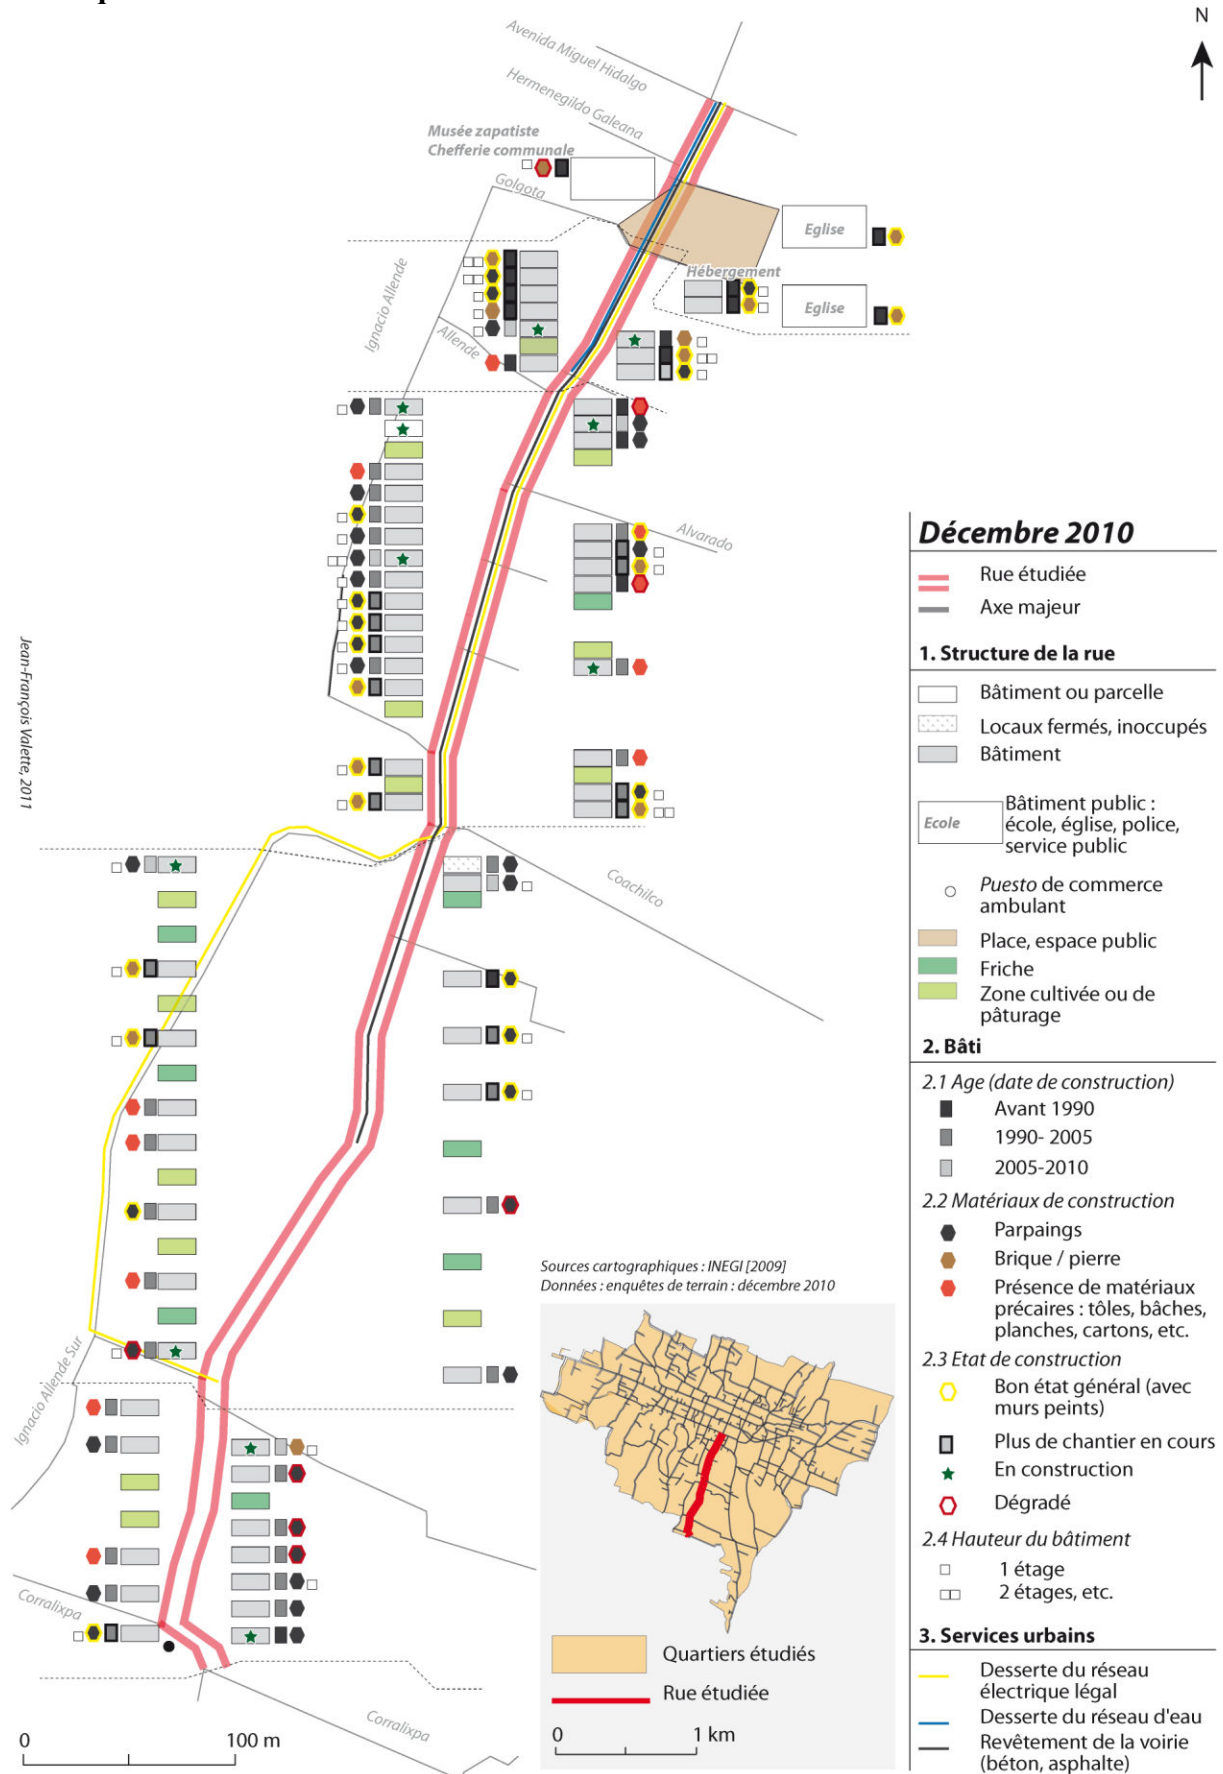 N
Avenida Miguel Hidalgo
Hermenegildo Galeana
Musée zapatiste
Chefferie communale
Golgota
Eglise
Hébergement
Eglise
Ignacio Allende
Allende
Alvarado
Coachilco
Jean-François Valette, 2011
Ignacio Allende Sur
Corralixpa
Corralixpa
0 100 m
Sources cartographiques : INEGI [2009]
Données : enquêtes de terrain : décembre 2010
Quartiers étudiés
Rue étudiée
0 1 km
Décembre 2010
Rue étudiée
Axe majeur
1. Structure de la rue
Bâtiment ou parcelle
Locaux fermés, inoccupés
Bâtiment
Ecole
Bâtiment public :
école, église, police,
service public
Puesto de commerce
ambulant
Place, espace public
Friche
Zone cultivée ou de
pâturage
2. Bâti
2.1 Age (date de construction)
Avant 1990
1990- 2005
2005-2010
2.2 Matériaux de construction
Parpaings
Brique / pierre
Présence de matériaux
précaires : tôles, bâches,
planches, cartons, etc.
2.3 Etat de construction
Bon état général (avec
murs peints)
Plus de chantier en cours
En construction
Dégradé
2.4 Hauteur du bâtiment
1 étage
2 étages, etc.
3. Services urbains
Desserte du réseau
électrique légal
Desserte du réseau d'eau
Revêtement de la voirie
(béton, asphalte)